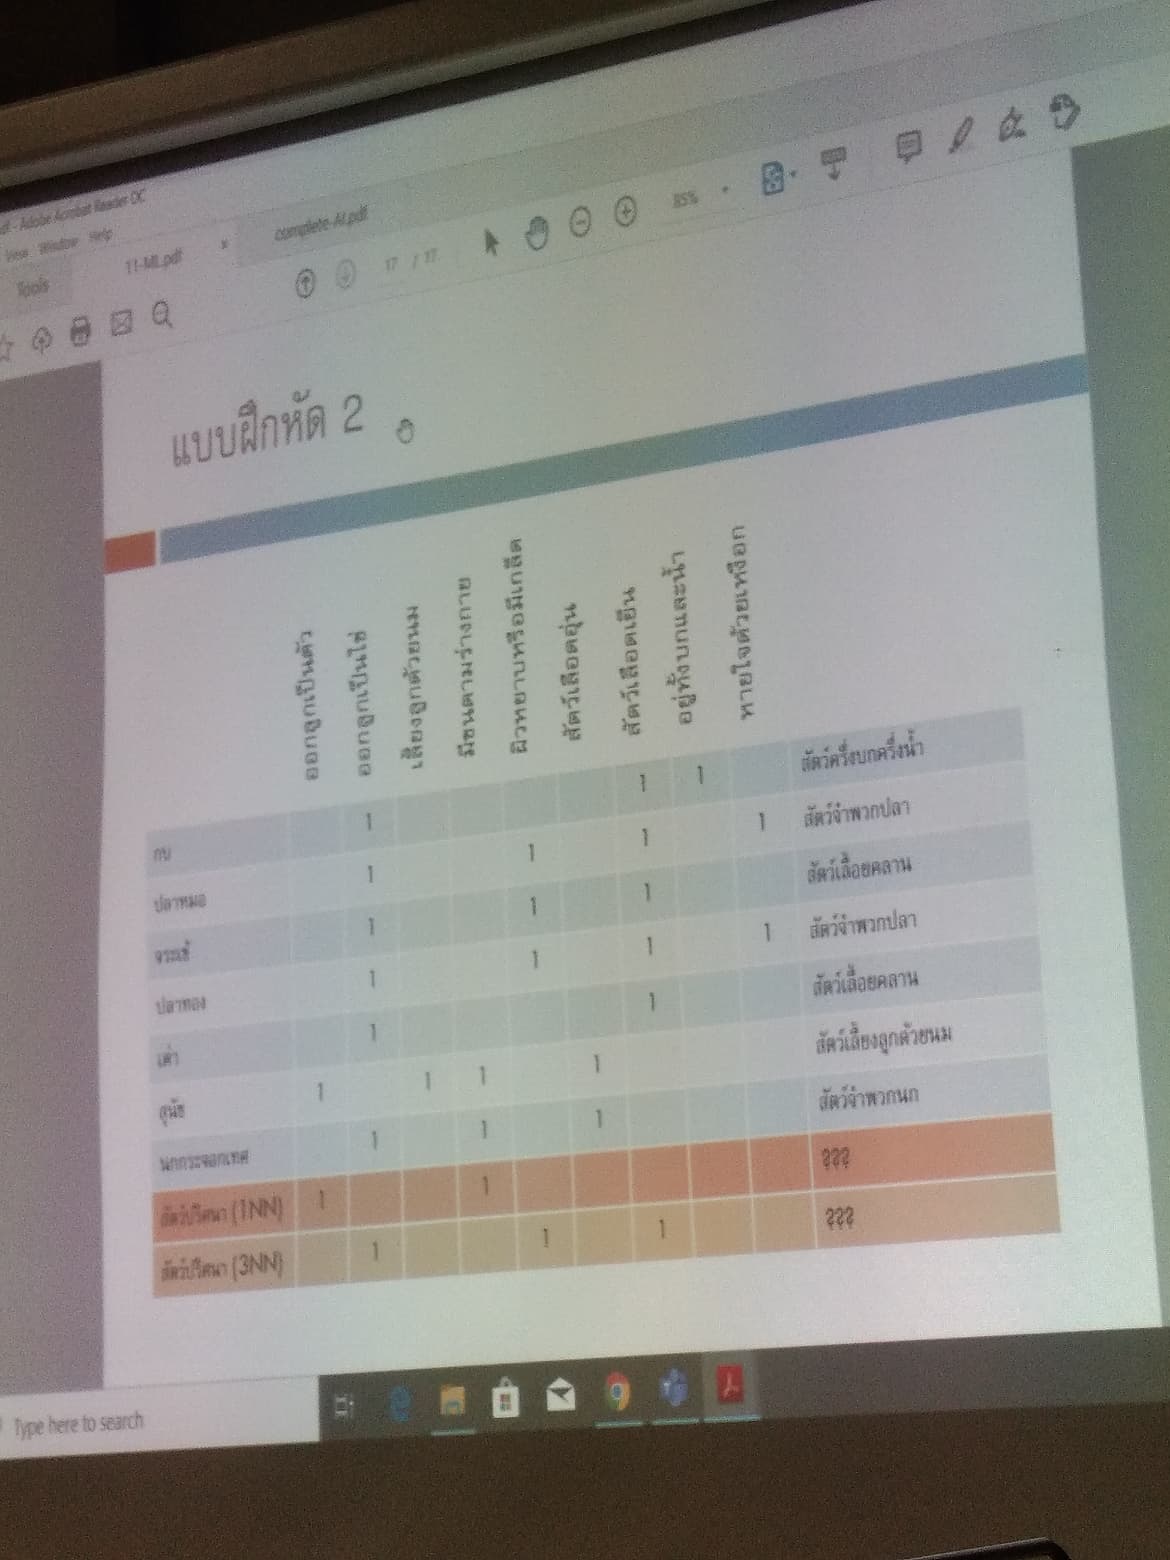 df - Adobe Acrobat Reader DC
View Window Help
Tools 11-ML.pdf × complete-AI.pdf
17 / 17 85%
แบบฝึกหัด 2
ออกลูกเป็นตัว
ออกลูกเป็นไข่
เลี้ยงลูกด้วยนม
มีขนตามร่างกาย
ผิวหยาบหรือมีเกล็ด
สัตว์เลือดอุ่น
สัตว์เลือดเย็น
อยู่ทั้งบกและน้ำ
หายใจด้วยเหงือก
กบ 1 1 1 สัตว์ครึ่งบกครึ่งน้ำ
ปลาหมอ 1 1 1 1 สัตว์จำพวกปลา
จระเข้ 1 1 1 สัตว์เลื้อยคลาน
ปลาทอง 1 1 1 1 สัตว์จำพวกปลา
เต่า 1 1 สัตว์เลื้อยคลาน
สุนัข 1 1 1 1 สัตว์เลี้ยงลูกด้วยนม
นกกระจอกเทศ 1 1 1 สัตว์จำพวกนก
สัตว์ปริศนา (1NN) 1 1 ???
สัตว์ปริศนา (3NN) 1 1 1 ???
Type here to search